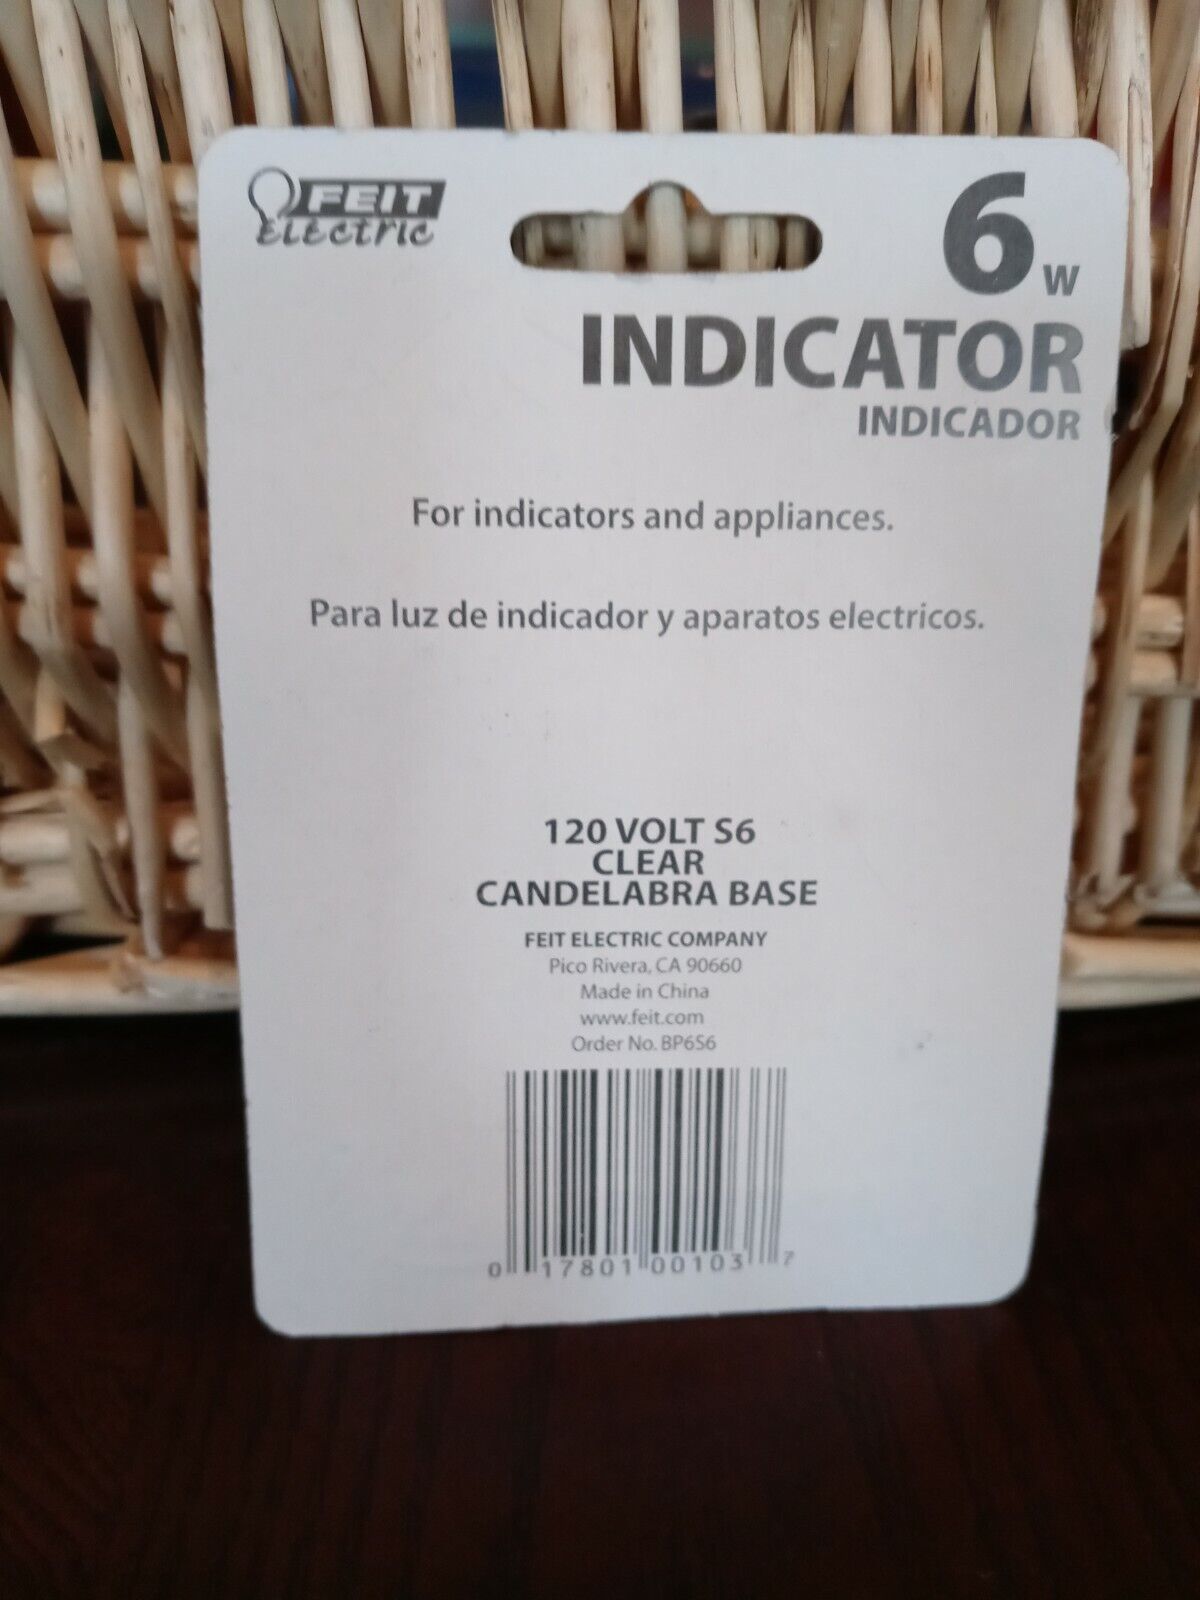 FEIT
ELECTRIC
6 W
INDICATOR
INDICADOR
For indicators and appliances.
Para luz de indicador y aparatos electricos.
120 VOLT S6
CLEAR
CANDELABRA BASE
FEIT ELECTRIC COMPANY
Pico Rivera, CA 90660
Made in China
www.feit.com
Order No. BP6S6
0 17801 00103 7